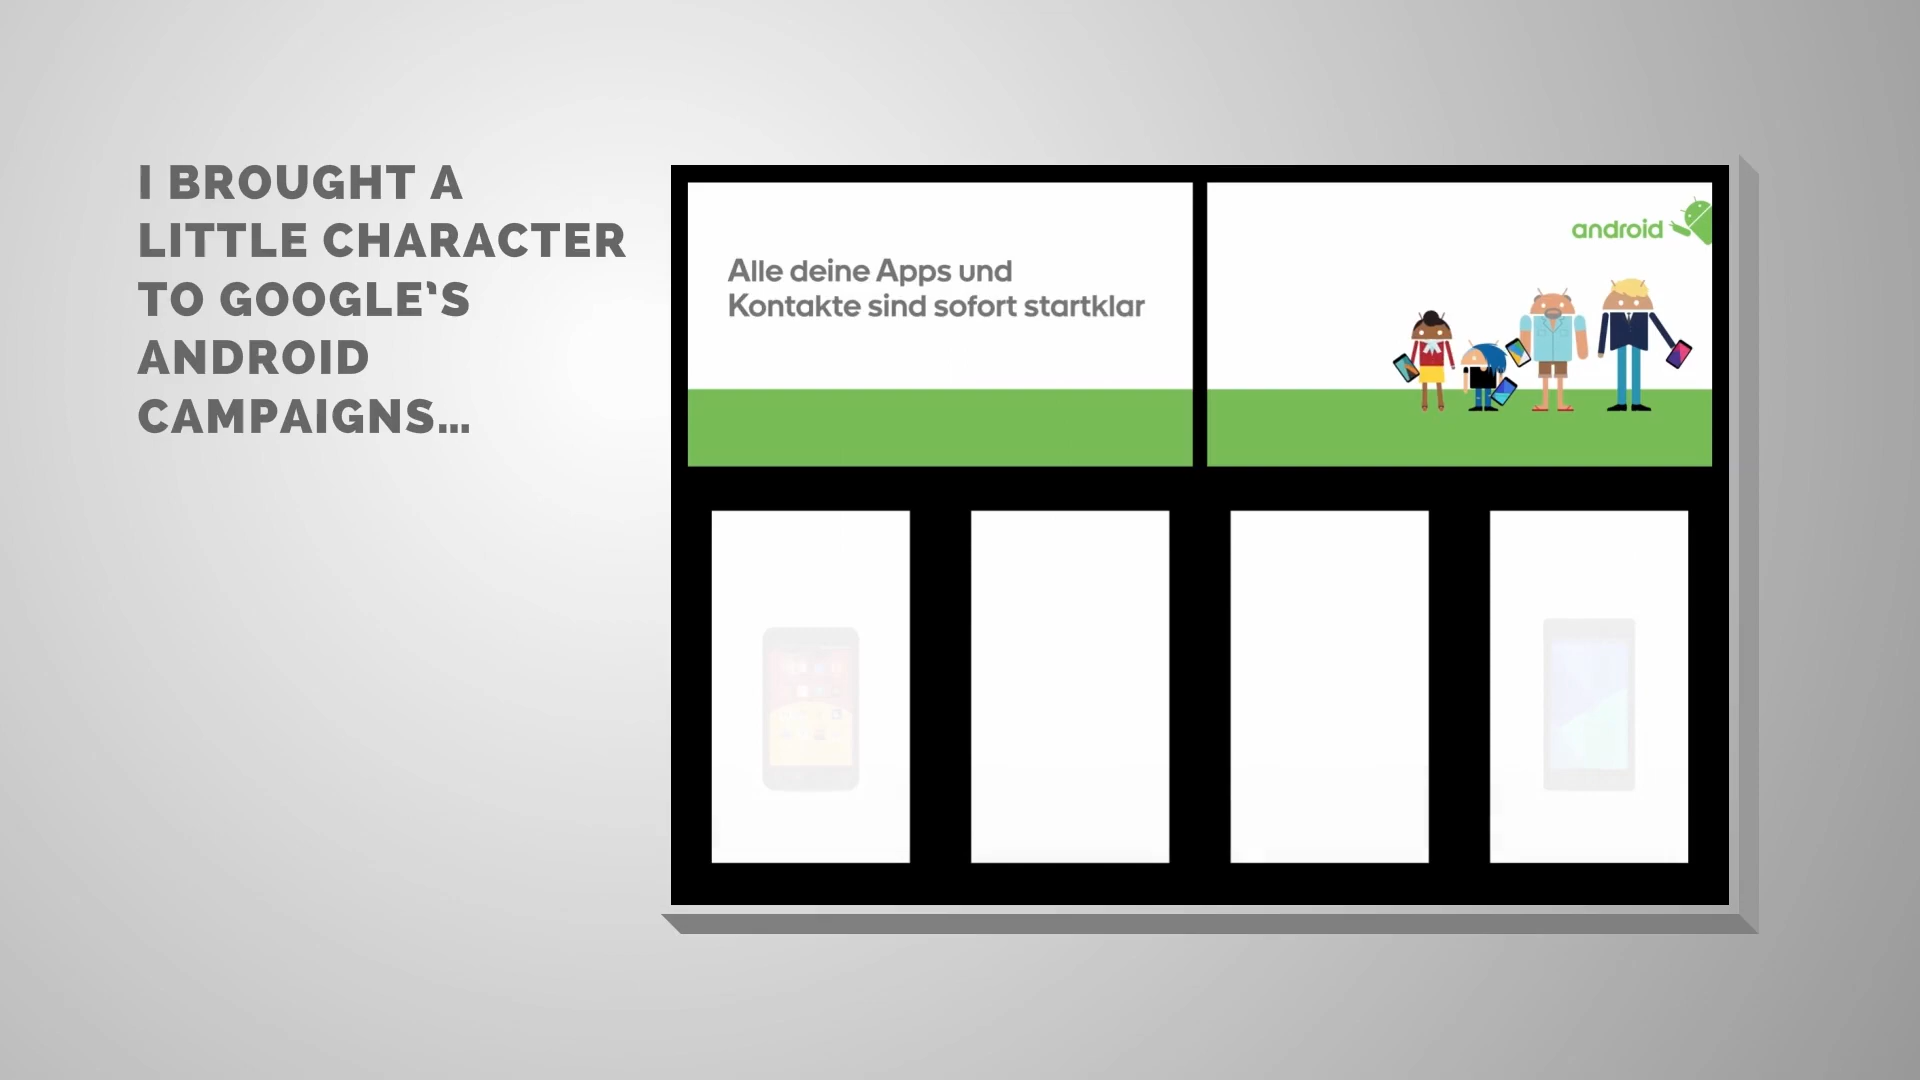 I BROUGHT A
LITTLE CHARACTER
TO GOOGLE’S
ANDROID
CAMPAIGNS…
Alle deine Apps und
Kontakte sind sofort startklar
android